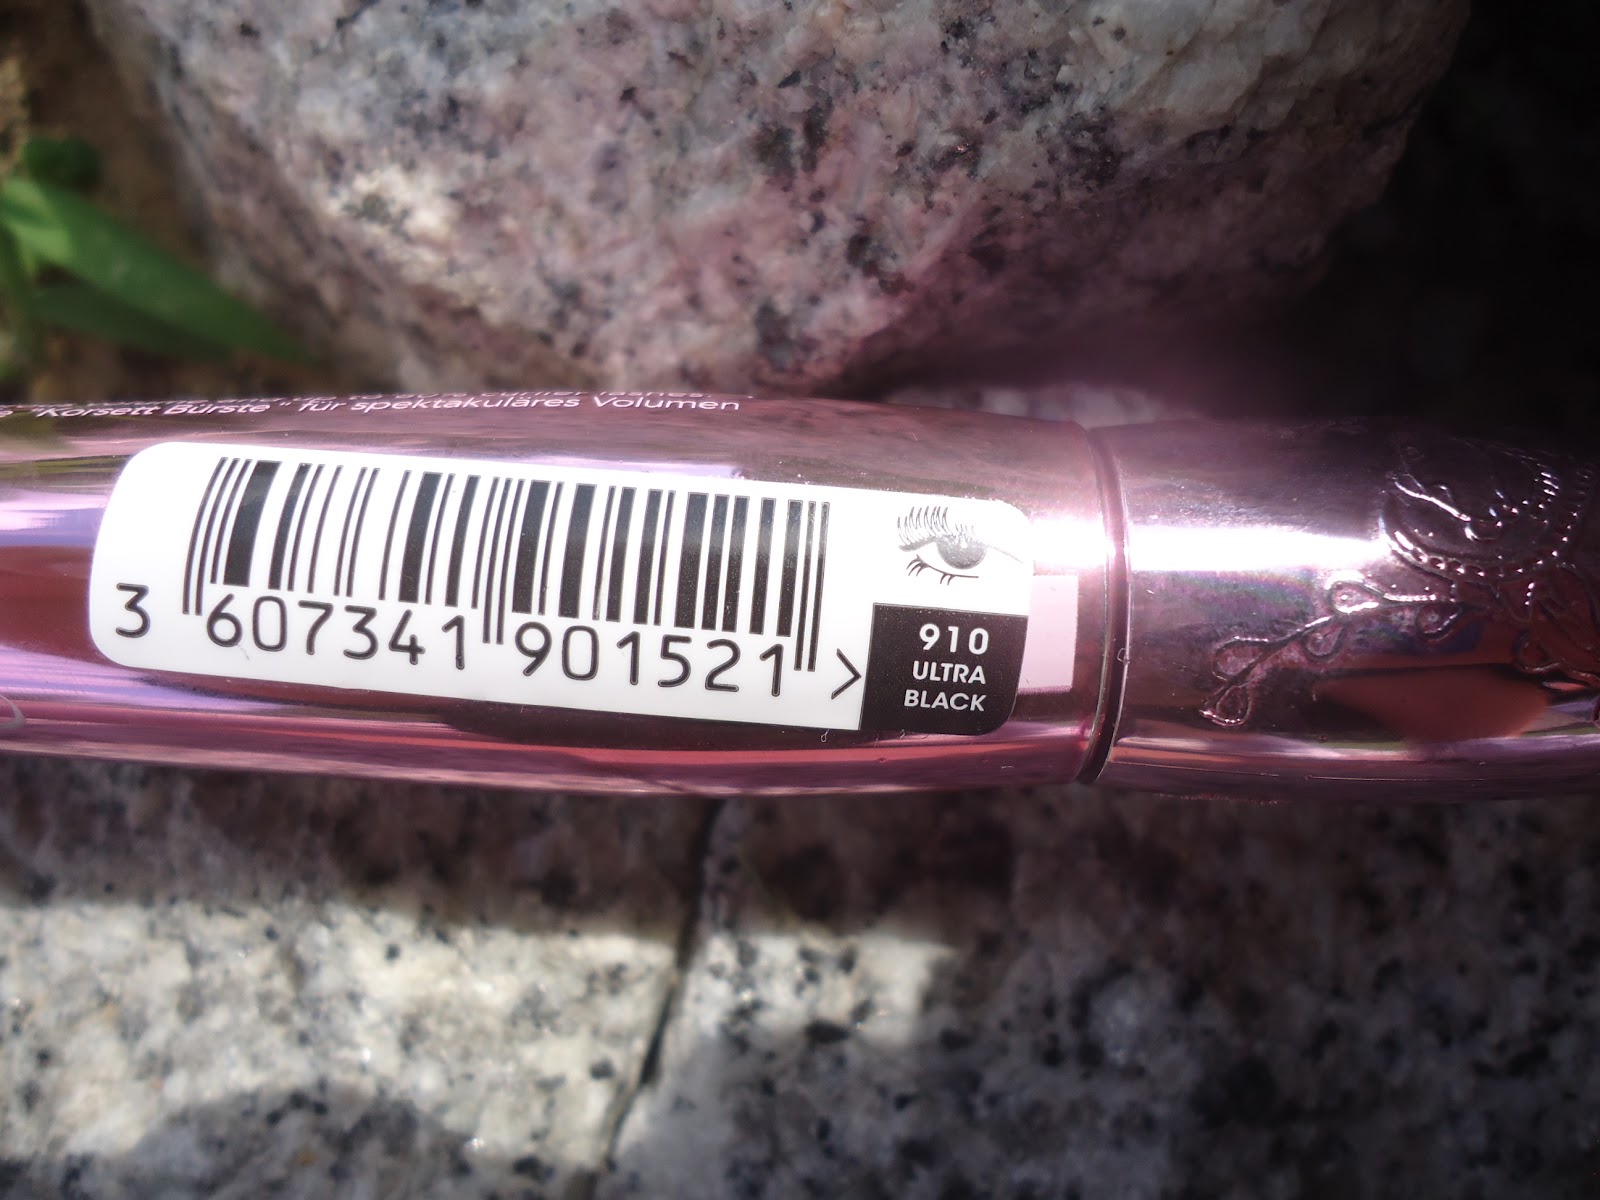 "Korsett Bürste" für spektakuläres Volumen
3 607341 901521 >
910
ULTRA
BLACK